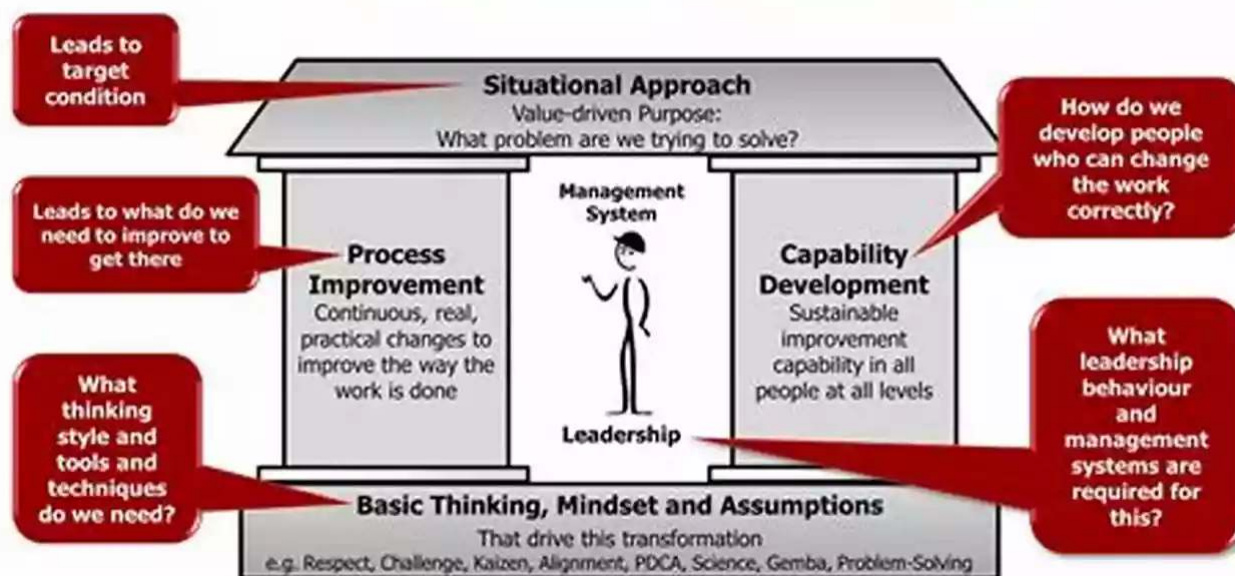 Leads to
target
condition
Situational Approach
Value-driven Purpose:
What problem are we trying to solve?
How do we
develop people
who can change
the work
correctly?
Leads to what do we
need to improve to
get there
Process
Improvement
Continuous, real,
practical changes to
improve the way the
work is done
Management
System
Leadership
Capability
Development
Sustainable
improvement
capability in all
people at all levels
What
thinking
style and
tools and
techniques
do we need?
What
leadership
behaviour
and
management
systems are
required for
this?
Basic Thinking, Mindset and Assumptions
That drive this transformation
e.g. Respect, Challenge, Kaizen, Alignment, PDCA, Science, Gemba, Problem-Solving